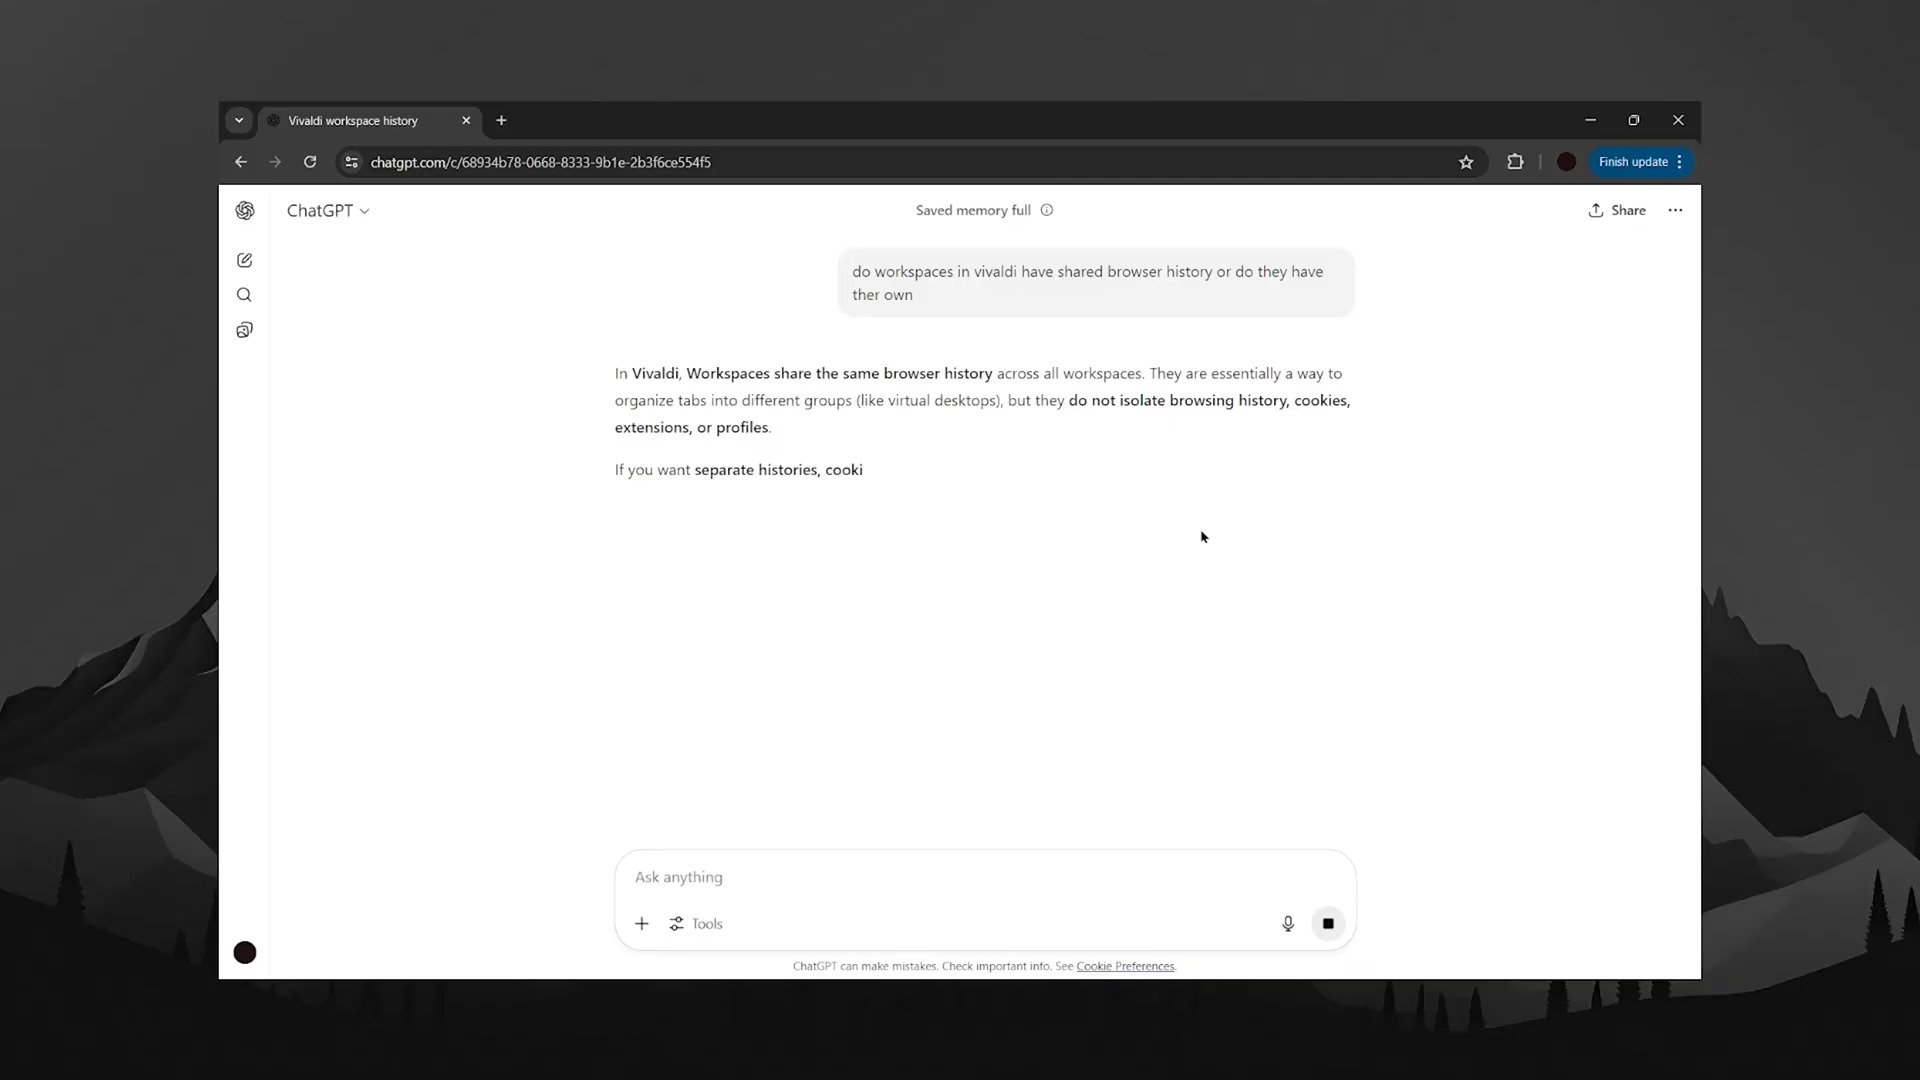 Vivaldi workspace history
chatgpt.com/c/68934b78-0668-8333-9b1e-2b3f6ce554f5
Finish update
ChatGPT
Saved memory full
Share
do workspaces in vivaldi have shared browser history or do they have
ther own
In Vivaldi, Workspaces share the same browser history across all workspaces. They are essentially a way to
organize tabs into different groups (like virtual desktops), but they do not isolate browsing history, cookies,
extensions, or profiles.
If you want separate histories, cooki
Ask anything
Tools
ChatGPT can make mistakes. Check important info. See Cookie Preferences.